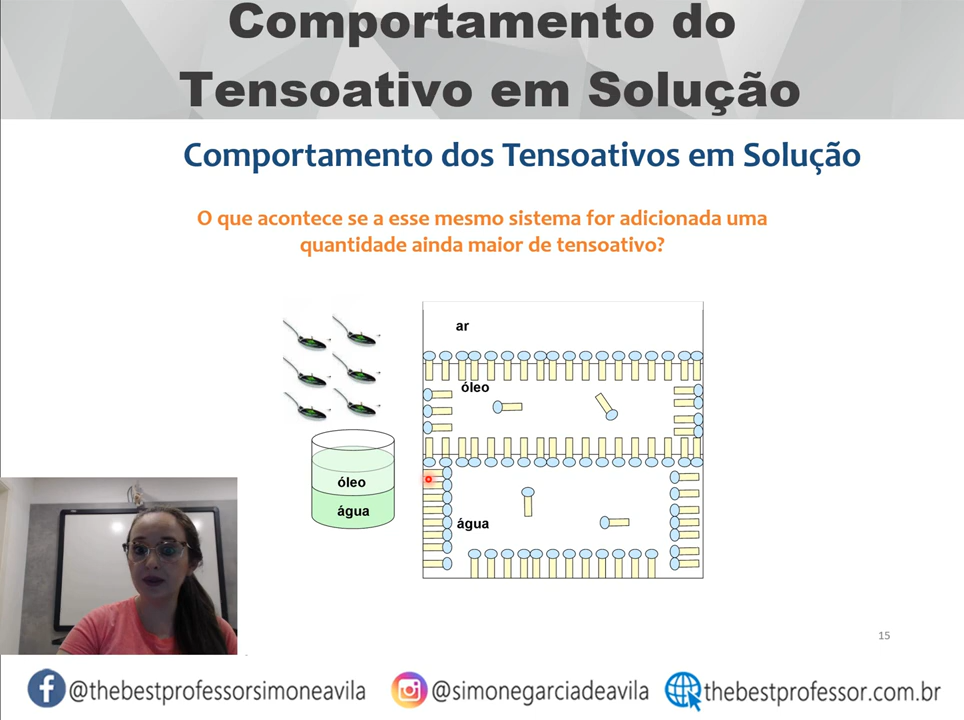 Comportamento do
Tensoativo em Solução
Comportamento dos Tensoativos em Solução
O que acontece se a esse mesmo sistema for adicionada uma
quantidade ainda maior de tensoativo?
ar
óleo
óleo
água
água
15
@thebestprofessorsimoneavila
@simonegarciadeavila
thebestprofessor.com.br